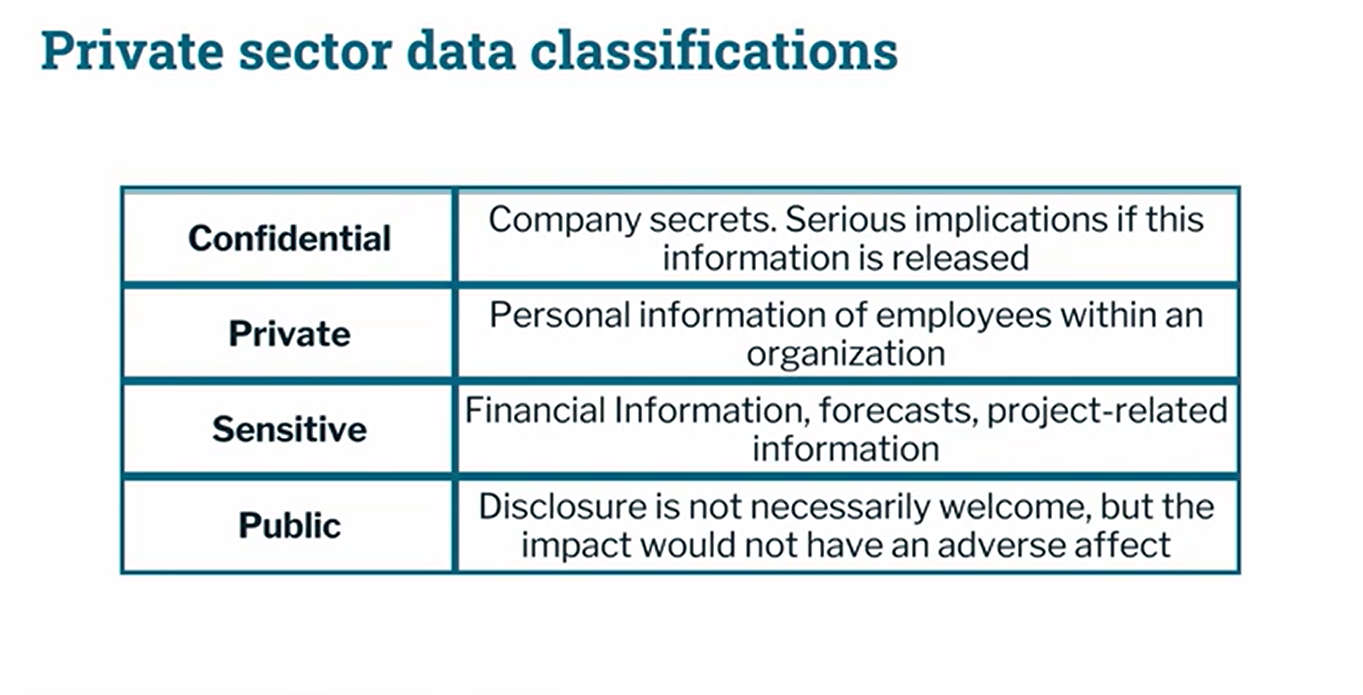 Private sector data classifications
Confidential
Company secrets. Serious implications if this
information is released
Private
Personal information of employees within an
organization
Sensitive
Financial Information, forecasts, project-related
information
Public
Disclosure is not necessarily welcome, but the
impact would not have an adverse affect